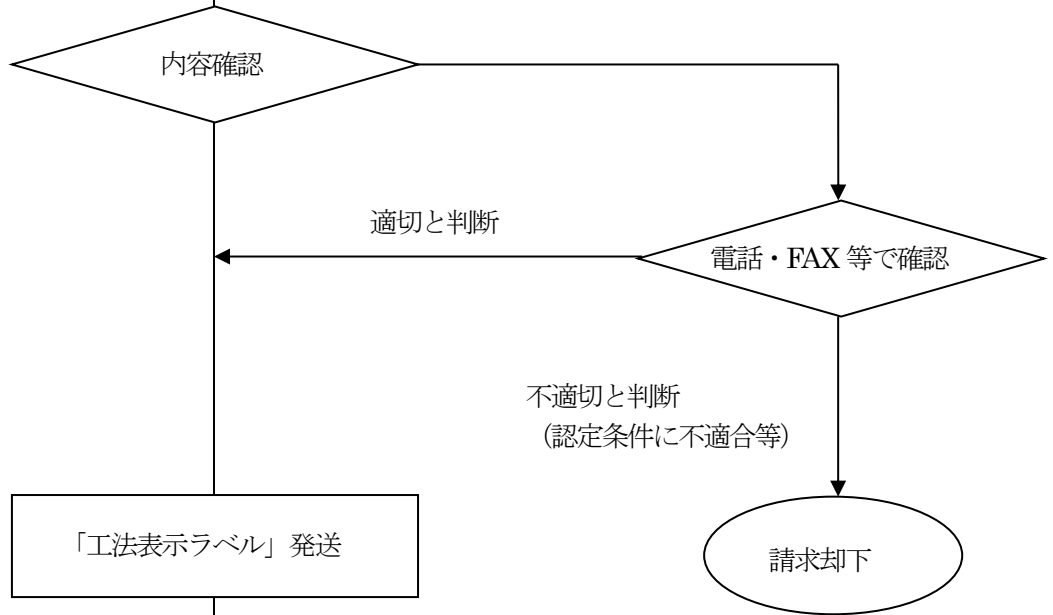 内容確認
適切と判断
電話・FAX 等で確認
不適切と判断
（認定条件に不適合等）
「工法表示ラベル」発送
請求却下